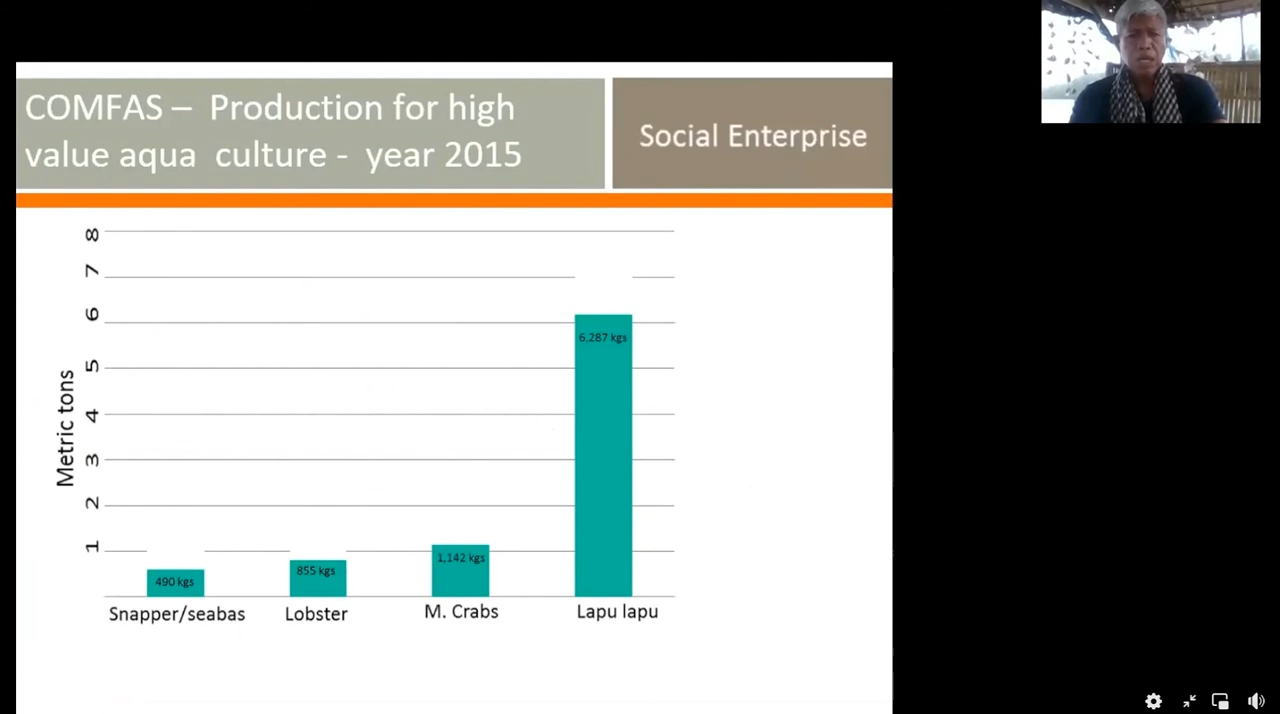 COMFAS – Production for high
value aqua culture - year 2015
Social Enterprise
Metric tons
8
7
6
5
4
3
2
1
6,287 kgs
1,142 kgs
855 kgs
490 kgs
Snapper/seabas
Lobster
M. Crabs
Lapu lapu